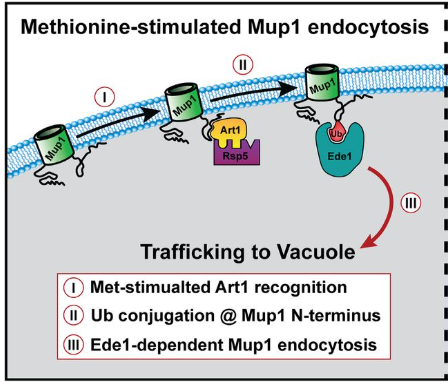 Methionine-stimulated Mup1 endocytosis
II
I
Mup1
Mup1
Mup1
Art1
Rsp5
Ub
Ede1
III
Trafficking to Vacuole
I Met-stimualted Art1 recognition
II Ub conjugation @ Mup1 N-terminus
III Ede1-dependent Mup1 endocytosis